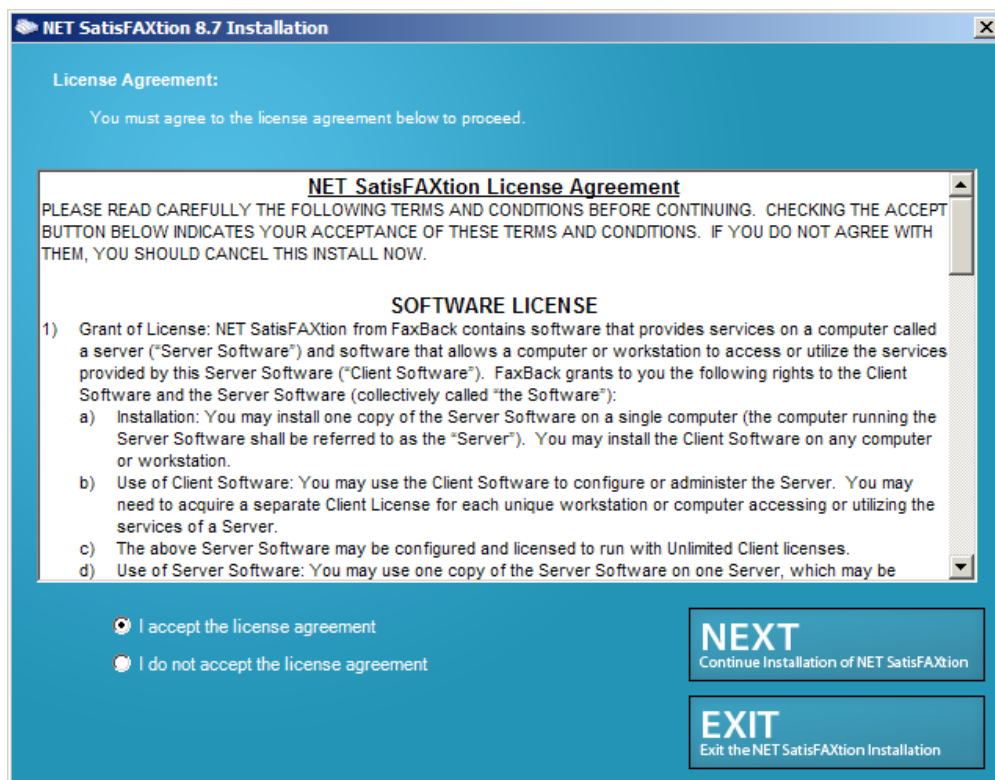 NET SatisFAXtion 8.7 Installation
License Agreement:
You must agree to the license agreement below to proceed.
NET SatisFAXtion License Agreement
PLEASE READ CAREFULLY THE FOLLOWING TERMS AND CONDITIONS BEFORE CONTINUING.  CHECKING THE ACCEPT
BUTTON BELOW INDICATES YOUR ACCEPTANCE OF THESE TERMS AND CONDITIONS.  IF YOU DO NOT AGREE WITH
THEM, YOU SHOULD CANCEL THIS INSTALL NOW.
SOFTWARE LICENSE
1) Grant of License: NET SatisFAXtion from FaxBack contains software that provides services on a computer called
a server (“Server Software”) and software that allows a computer or workstation to access or utilize the services
provided by this Server Software (“Client Software”).  FaxBack grants to you the following rights to the Client
Software and the Server Software (collectively called “the Software”):
a) Installation: You may install one copy of the Server Software on a single computer (the computer running the
Server Software shall be referred to as the “Server”).  You may install the Client Software on any computer
or workstation.
b) Use of Client Software: You may use the Client Software to configure or administer the Server.  You may
need to acquire a separate Client License for each unique workstation or computer accessing or utilizing the
services of a Server.
c) The above Server Software may be configured and licensed to run with Unlimited Client licenses.
d) Use of Server Software: You may use one copy of the Server Software on one Server, which may be
I accept the license agreement
I do not accept the license agreement
NEXT
Continue Installation of NET SatisFAXtion
EXIT
Exit the NET SatisFAXtion Installation